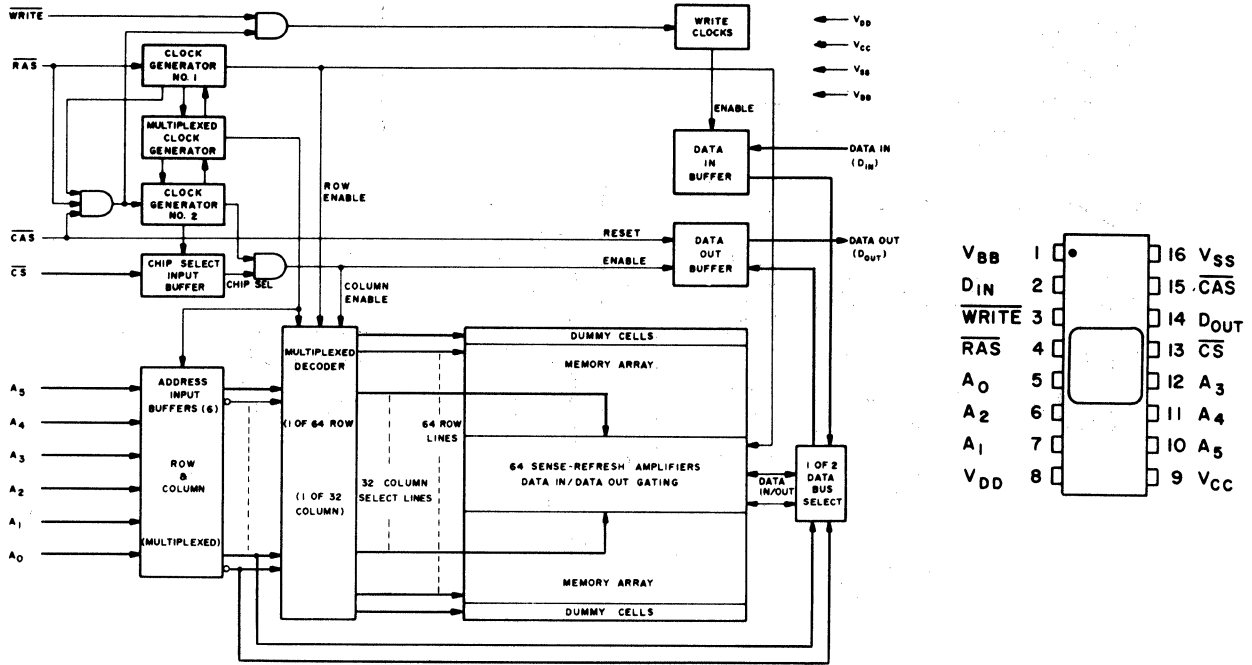 WRITE
RAS
CAS
CS
CLOCK
GENERATOR
NO. 1
MULTIPLEXED
CLOCK
GENERATOR
CLOCK
GENERATOR
NO. 2
CHIP SELECT
INPUT
BUFFER
CHIP SEL
ROW
ENABLE
COLUMN
ENABLE
WRITE
CLOCKS
ENABLE
DATA
IN
BUFFER
RESET
ENABLE
DATA
OUT
BUFFER
VDD
VCC
VSS
VBB
DATA IN
(DIN)
DATA OUT
(DOUT)
A5
A4
A3
A2
A1
A0
ADDRESS
INPUT
BUFFERS (6)
ROW
&
COLUMN
(MULTIPLEXED)
MULTIPLEXED
DECODER
(1 OF 64 ROW
(1 OF 32
COLUMN)
64 ROW
LINES
32 COLUMN
SELECT LINES
DUMMY CELLS
MEMORY ARRAY
64 SENSE-REFRESH AMPLIFIERS
DATA IN/DATA OUT GATING
MEMORY ARRAY
DUMMY CELLS
DATA
IN/OUT
1 OF 2
DATA
BUS
SELECT
VBB 1 16 VSS
DIN 2 15 CAS
WRITE 3 14 DOUT
RAS 4 13 CS
A0 5 12 A3
A2 6 11 A4
A1 7 10 A5
VDD 8 9 VCC